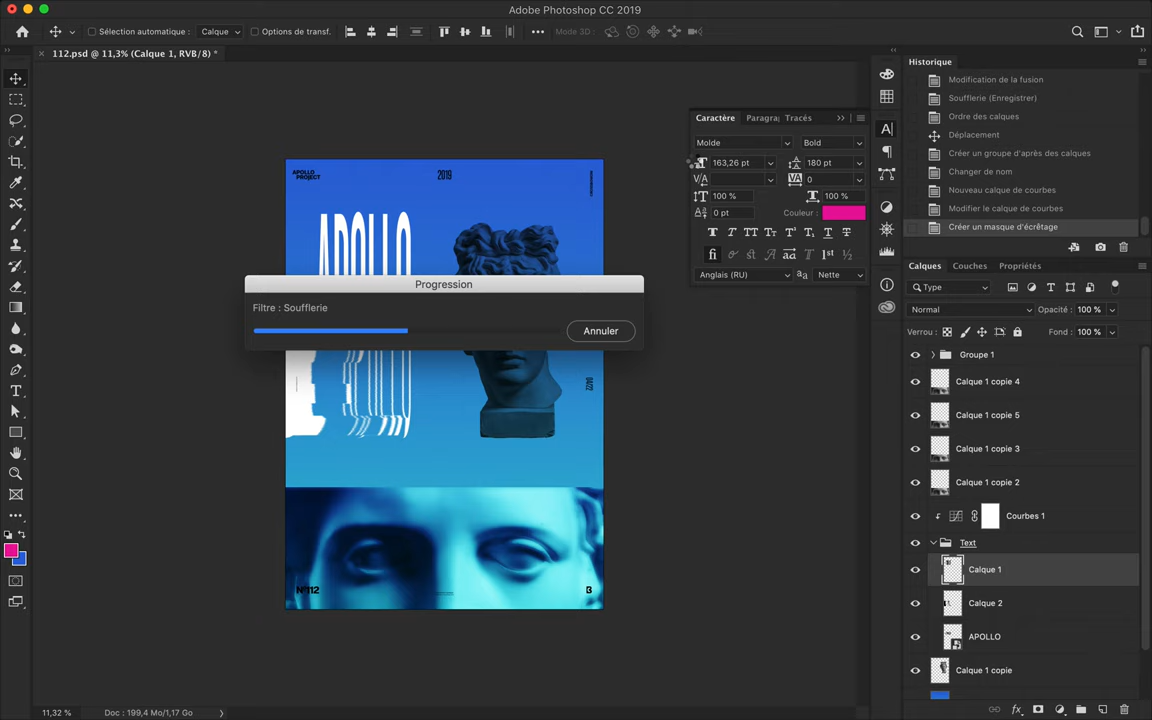 Adobe Photoshop CC 2019
Sélection automatique :
Calque
Options de transf.
Mode 3D :
112.psd @ 11,3% (Calque 1, RVB/8) *
APOLLO
PROJECT
2019
APOLLO
04/22
Nº112
B
Progression
Filtre : Soufflerie
Annuler
Caractère
Paragra
Tracés
Molde
Bold
163,26 pt
180 pt
0
100 %
100 %
0 pt
Couleur :
Anglais (RU)
Nette
Historique
Modification de la fusion
Soufflerie (Enregistrer)
Ordre des calques
Déplacement
Créer un groupe d'après des calques
Changer de nom
Nouveau calque de courbes
Modifier le calque de courbes
Créer un masque d'écrêtage
Calques
Couches
Propriétés
Type
Normal
Opacité : 100 %
Verrou :
Fond : 100 %
Groupe 1
Calque 1 copie 4
Calque 1 copie 5
Calque 1 copie 3
Calque 1 copie 2
Courbes 1
Text
Calque 1
Calque 2
APOLLO
Calque 1 copie
11,32 %
Doc : 199,4 Mo/1,17 Go